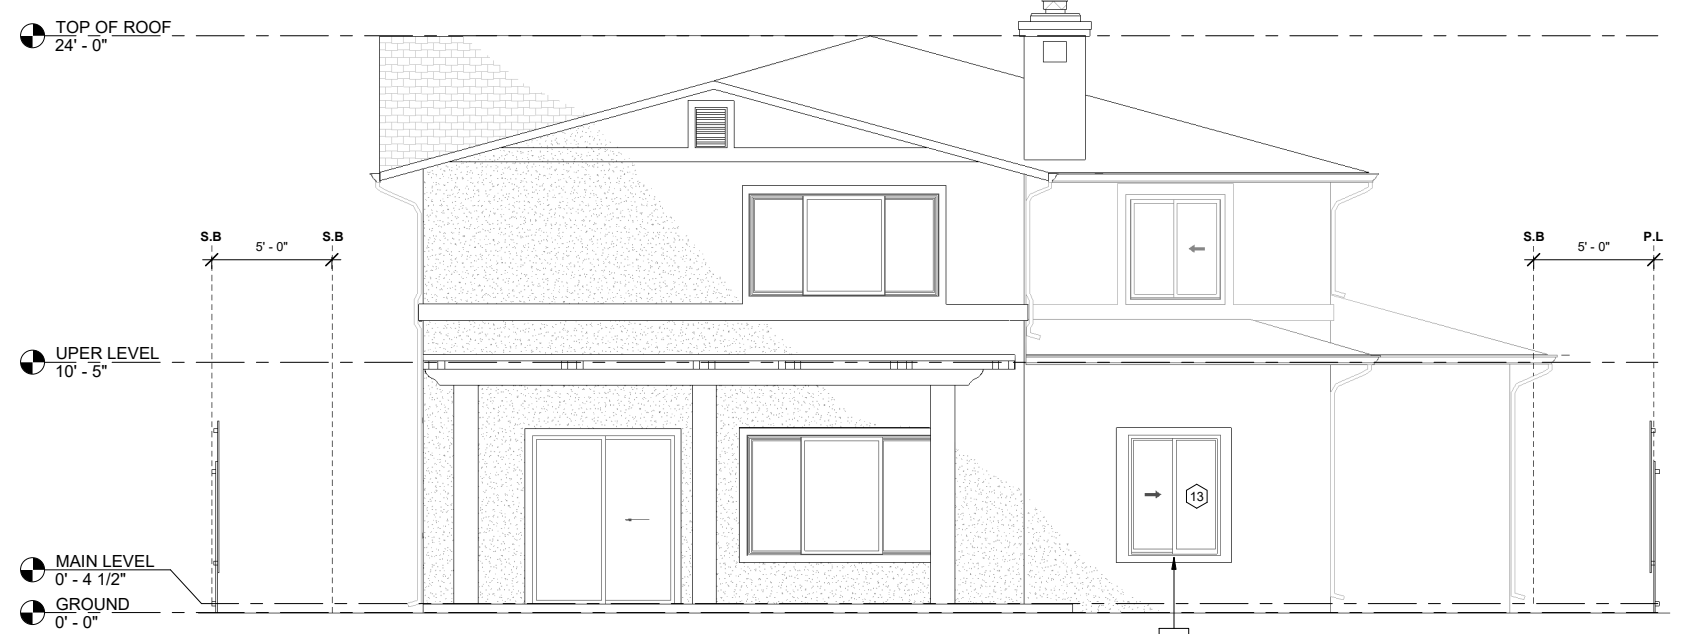 TOP OF ROOF
24' - 0"
S.B
S.B
5' - 0"
S.B
P.L
5' - 0"
UPER LEVEL
10' - 5"
13
MAIN LEVEL
0' - 4 1/2"
GROUND
0' - 0"